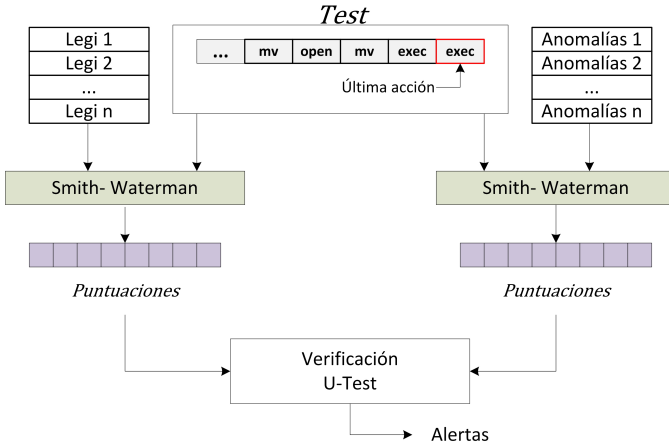 Test
Legi 1
Legi 2
...
Legi n
... mv open mv exec exec
Última acción
Anomalías 1
Anomalías 2
...
Anomalías n
Smith- Waterman
Smith- Waterman
Puntuaciones
Puntuaciones
Verificación
U-Test
Alertas